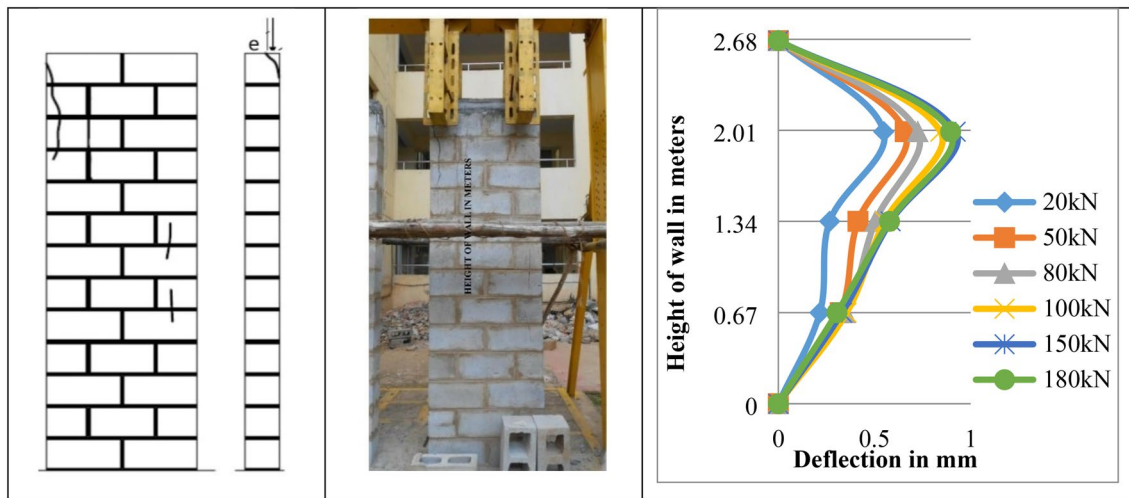 e
HEIGHT OF WALL IN METERS
Height of wall in meters
2.68
2.01
1.34
0.67
0
0
0.5
1
Deflection in mm
20kN
50kN
80kN
100kN
150kN
180kN